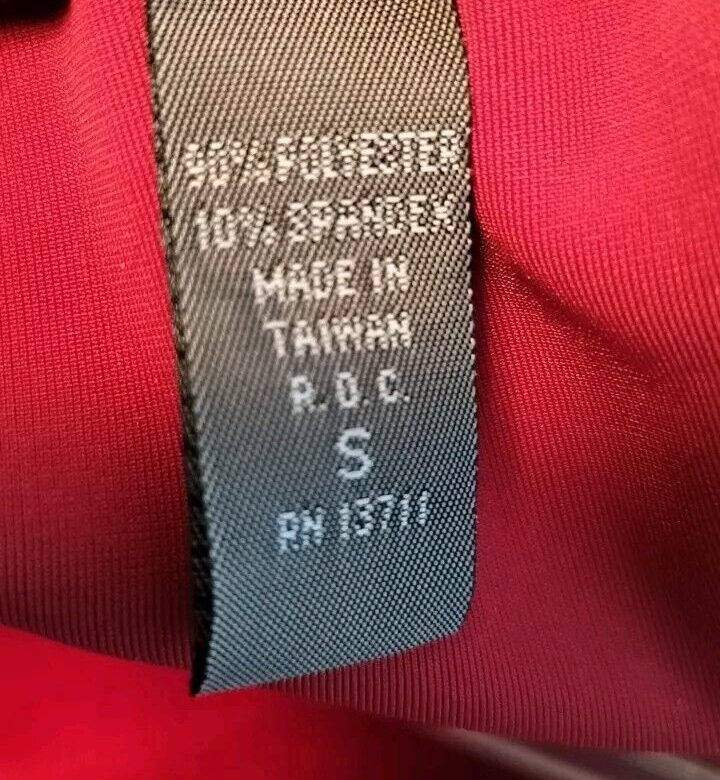 90% POLYESTER
10% SPANDEX
MADE IN
TAIWAN
R.O.C.
S
RN 13711